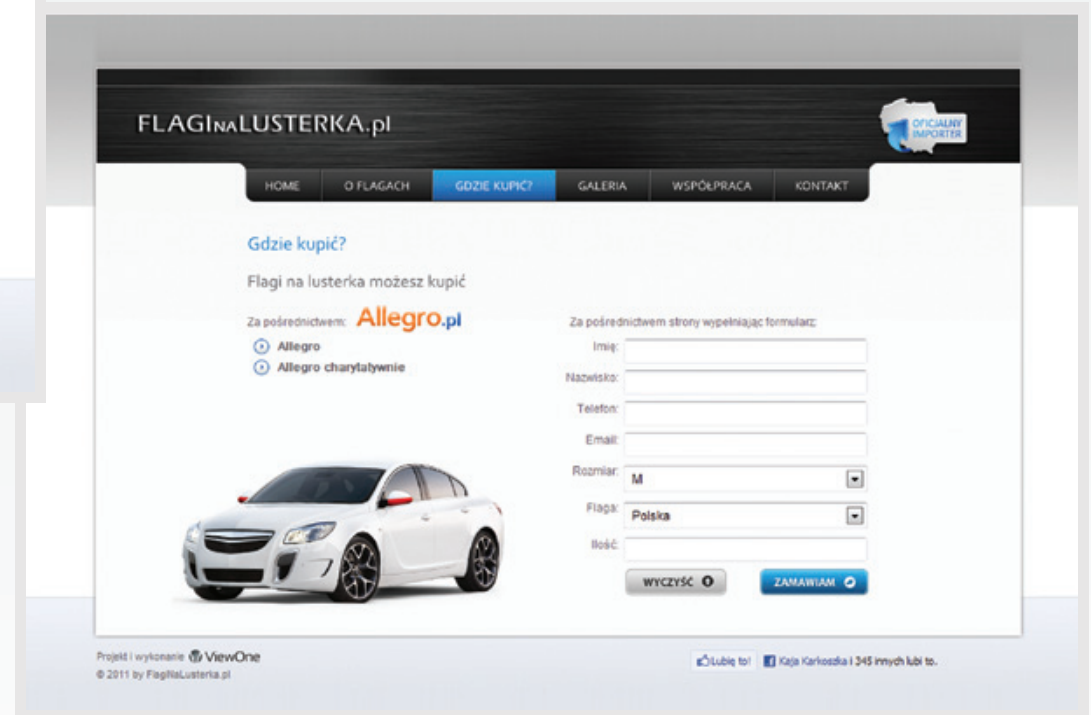 FLAGINALUSTERKA.pl
OFICJALNY
IMPORTER
HOME O FLAGACH GDZIE KUPIĆ? GALERIA WSPÓŁPRACA KONTAKT
Gdzie kupić?
Flagi na lusterka możesz kupić
Za pośrednictwem: Allegro.pl
Allegro
Allegro charytatywnie
Za pośrednictwem strony wypełniając formularz:
Imię:
Nazwisko:
Telefon:
Email:
Rozmiar: M
Flaga: Polska
Ilość:
WYCZYŚĆ ZAMAWIAM
Projekt i wykonanie ViewOne
© 2011 by FlagiNaLusterka.pl
Lubię to! Kaja Karkoszka i 345 innych lubi to.